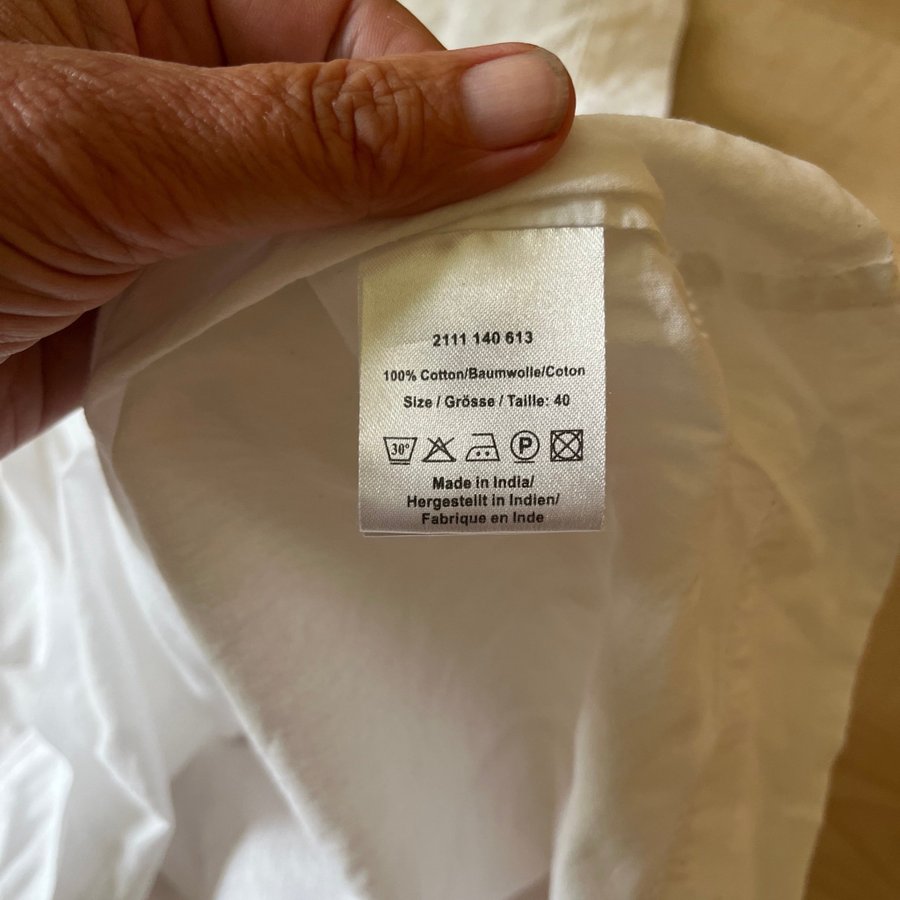 2111 140 613
100% Cotton/Baumwolle/Coton
Size / Grösse / Taille: 40
30° P
Made in India/
Hergestellt in Indien/
Fabrique en Inde